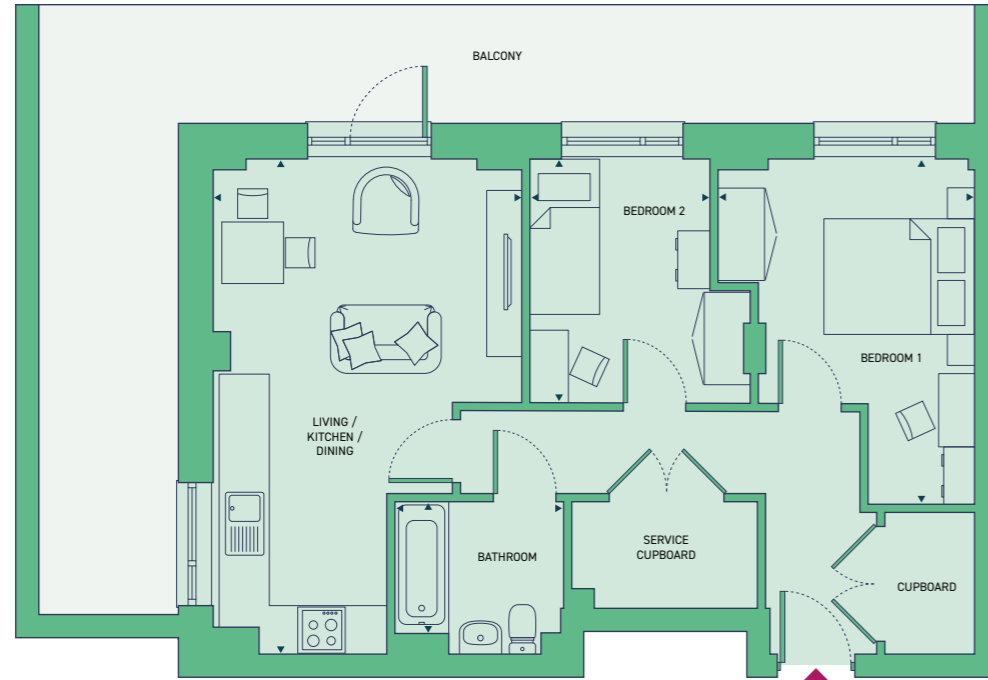 BALCONY
BEDROOM 2
BEDROOM 1
LIVING /
KITCHEN /
DINING
BATHROOM
SERVICE
CUPBOARD
CUPBOARD